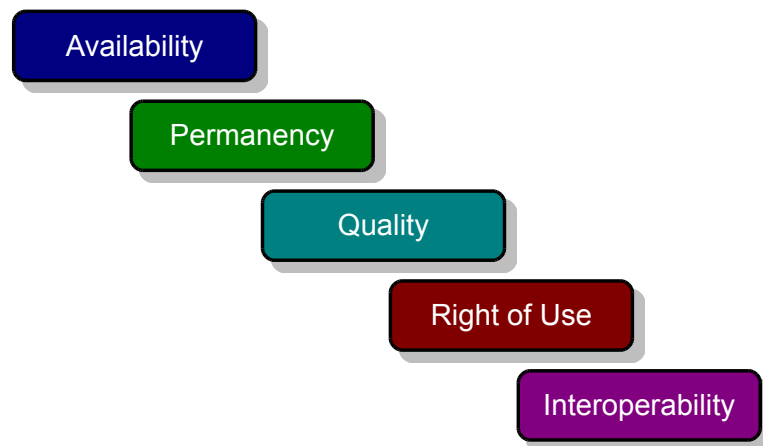 Availability
Permanency
Quality
Right of Use
Interoperability